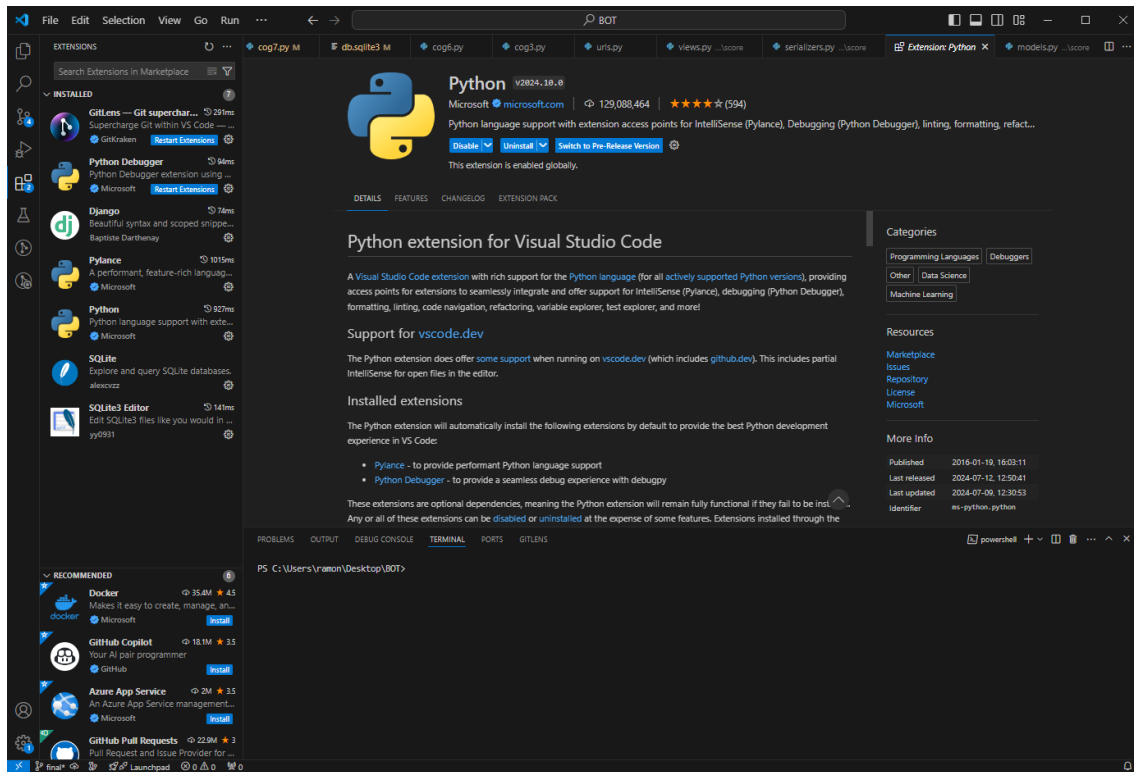 File Edit Selection View Go Run ··· BOT
EXTENSIONS
Search Extensions in Marketplace
INSTALLED 7
GitLens — Git superchar... 291ms
Supercharge Git within VS Code — ...
GitKraken Restart Extensions
Python Debugger 94ms
Python Debugger extension using ...
Microsoft Restart Extensions
Django 74ms
Beautiful syntax and scoped snippe...
Baptiste Darthenay
Pylance 1015ms
A performant, feature-rich languag...
Microsoft
Python 927ms
Python language support with exte...
Microsoft
SQLite
Explore and query SQLite databases.
alexcvzz
SQLite3 Editor 141ms
Edit SQLite3 files like you would in ...
yy0931
RECOMMENDED 6
Docker 35.4M ★ 4.5
Makes it easy to create, manage, an...
Microsoft Install
docker
GitHub Copilot 18.1M ★ 3.5
Your AI pair programmer
GitHub Install
Azure App Service 2M ★ 3.5
An Azure App Service management...
Microsoft Install
GitHub Pull Requests 22.9M ★ 3
Pull Request and Issue Provider for ...
cog7.py M db.sqlite3 M cog6.py cog3.py urls.py views.py ...\score serializers.py ...\score Extension: Python models.py ...\score
Python v2024.10.0
Microsoft microsoft.com 129,088,464 ★★★★☆ (594)
Python language support with extension access points for IntelliSense (Pylance), Debugging (Python Debugger), linting, formatting, refact...
Disable Uninstall Switch to Pre-Release Version
This extension is enabled globally.
DETAILS FEATURES CHANGELOG EXTENSION PACK
Python extension for Visual Studio Code
A Visual Studio Code extension with rich support for the Python language (for all actively supported Python versions), providing
access points for extensions to seamlessly integrate and offer support for IntelliSense (Pylance), debugging (Python Debugger),
formatting, linting, code navigation, refactoring, variable explorer, test explorer, and more!
Support for vscode.dev
The Python extension does offer some support when running on vscode.dev (which includes github.dev). This includes partial
IntelliSense for open files in the editor.
Installed extensions
The Python extension will automatically install the following extensions by default to provide the best Python development
experience in VS Code:
• Pylance - to provide performant Python language support
• Python Debugger - to provide a seamless debug experience with debugpy
These extensions are optional dependencies, meaning the Python extension will remain fully functional if they fail to be
Any or all of these extensions can be disabled or uninstalled at the expense of some features. Extensions installed through the
Categories
Programming Languages Debuggers
Other Data Science
Machine Learning
Resources
Marketplace
Issues
Repository
License
Microsoft
More Info
Published 2016-01-19, 16:03:11
Last released 2024-07-12, 12:50:41
Last updated 2024-07-09, 12:30:53
Identifier ms-python.python
PROBLEMS OUTPUT DEBUG CONSOLE TERMINAL PORTS GITLENS powershell
PS C:\Users\ramon\Desktop\BOT>
final* Launchpad 0 0 0